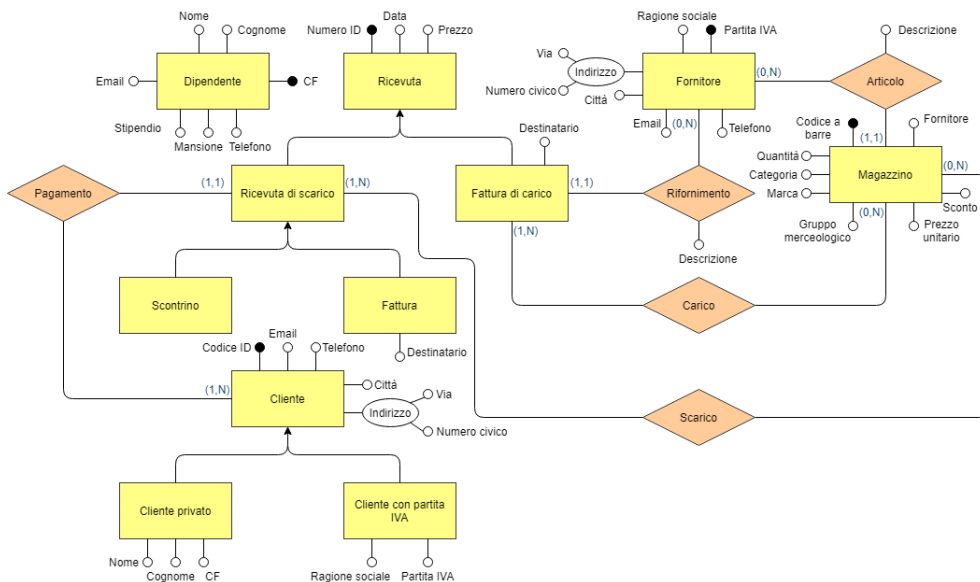 Nome
Cognome
Email
Dipendente
CF
Stipendio
Mansione
Telefono
Numero ID
Data
Prezzo
Ricevuta
Ragione sociale
Partita IVA
Via
Indirizzo
Numero civico
Città
Fornitore
(0,N)
Email
(0,N)
Telefono
Descrizione
Articolo
Codice a
barre
Fornitore
(1,1)
Quantità
Categoria
Marca
Magazzino
(0,N)
Sconto
(0,N)
Gruppo
merceologico
Prezzo
unitario
Pagamento
(1,1)
Ricevuta di scarico
(1,N)
Destinatario
Fattura di carico
(1,1)
(1,N)
Rifornimento
Descrizione
Scontrino
Fattura
Destinatario
Carico
Codice ID
Email
Telefono
Città
(1,N)
Cliente
Indirizzo
Via
Numero civico
Scarico
Cliente privato
Nome
Cognome
CF
Cliente con partita
IVA
Ragione sociale
Partita IVA